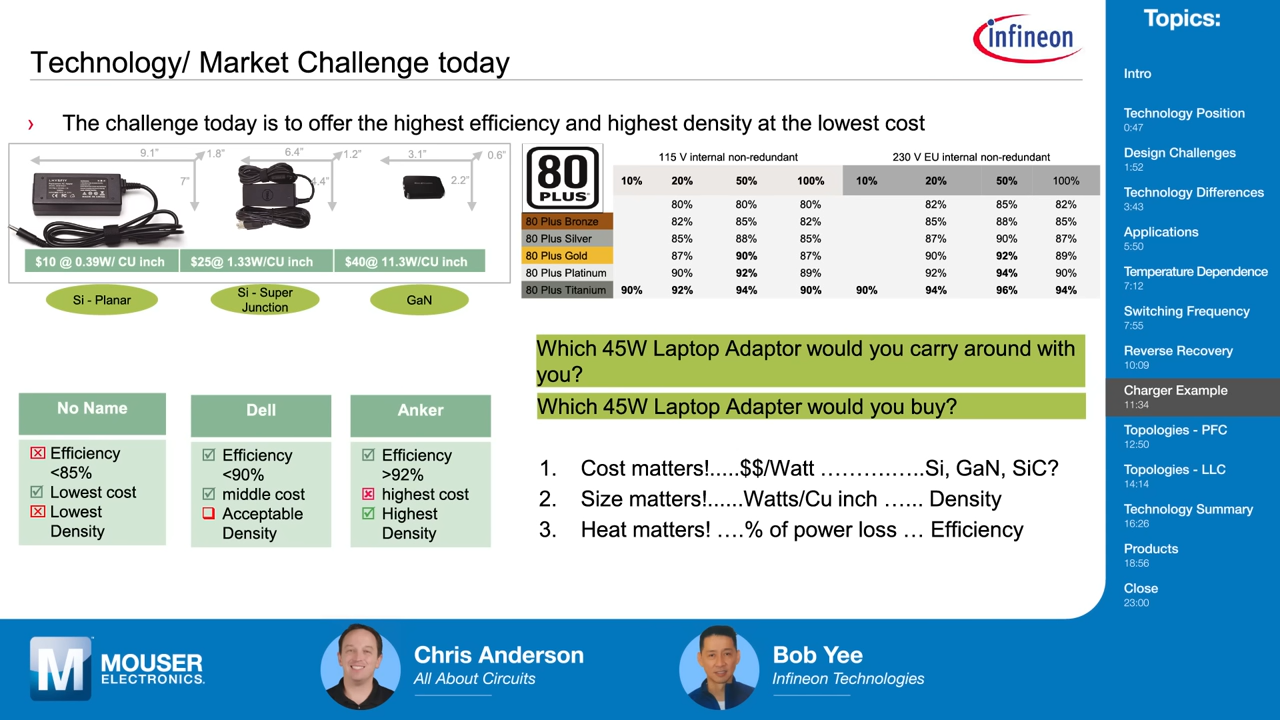 Technology/ Market Challenge today
infineon
› The challenge today is to offer the highest efficiency and highest density at the lowest cost
9.1" 1.8" 6.4" 1.2" 3.1" 0.6"
7" 4.4" 2.2"
$10 @ 0.39W/ CU inch $25@ 1.33W/CU inch $40@ 11.3W/CU inch
Si - Planar
Si - Super
Junction
GaN
80
PLUS
115 V internal non-redundant 230 V EU internal non-redundant
10% 20% 50% 100% 10% 20% 50% 100%
80% 80% 80% 82% 85% 82%
80 Plus Bronze 82% 85% 82% 85% 88% 85%
80 Plus Silver 85% 88% 85% 87% 90% 87%
80 Plus Gold 87% 90% 87% 90% 92% 89%
80 Plus Platinum 90% 92% 89% 92% 94% 90%
80 Plus Titanium 90% 92% 94% 90% 90% 94% 96% 94%
Which 45W Laptop Adaptor would you carry around with
you?
Which 45W Laptop Adapter would you buy?
No Name
Efficiency
<85%
Lowest cost
Lowest
Density
Dell
Efficiency
<90%
middle cost
Acceptable
Density
Anker
Efficiency
>92%
highest cost
Highest
Density
1. Cost matters!.....$$/Watt ……………..Si, GaN, SiC?
2. Size matters!......Watts/Cu inch …... Density
3. Heat matters! ….% of power loss … Efficiency
Topics:
Intro
Technology Position
0:47
Design Challenges
1:52
Technology Differences
3:43
Applications
5:50
Temperature Dependence
7:12
Switching Frequency
7:55
Reverse Recovery
10:09
Charger Example
11:34
Topologies - PFC
12:50
Topologies - LLC
14:14
Technology Summary
16:26
Products
18:56
Close
23:00
M MOUSER
ELECTRONICS.
Chris Anderson
All About Circuits
Bob Yee
Infineon Technologies